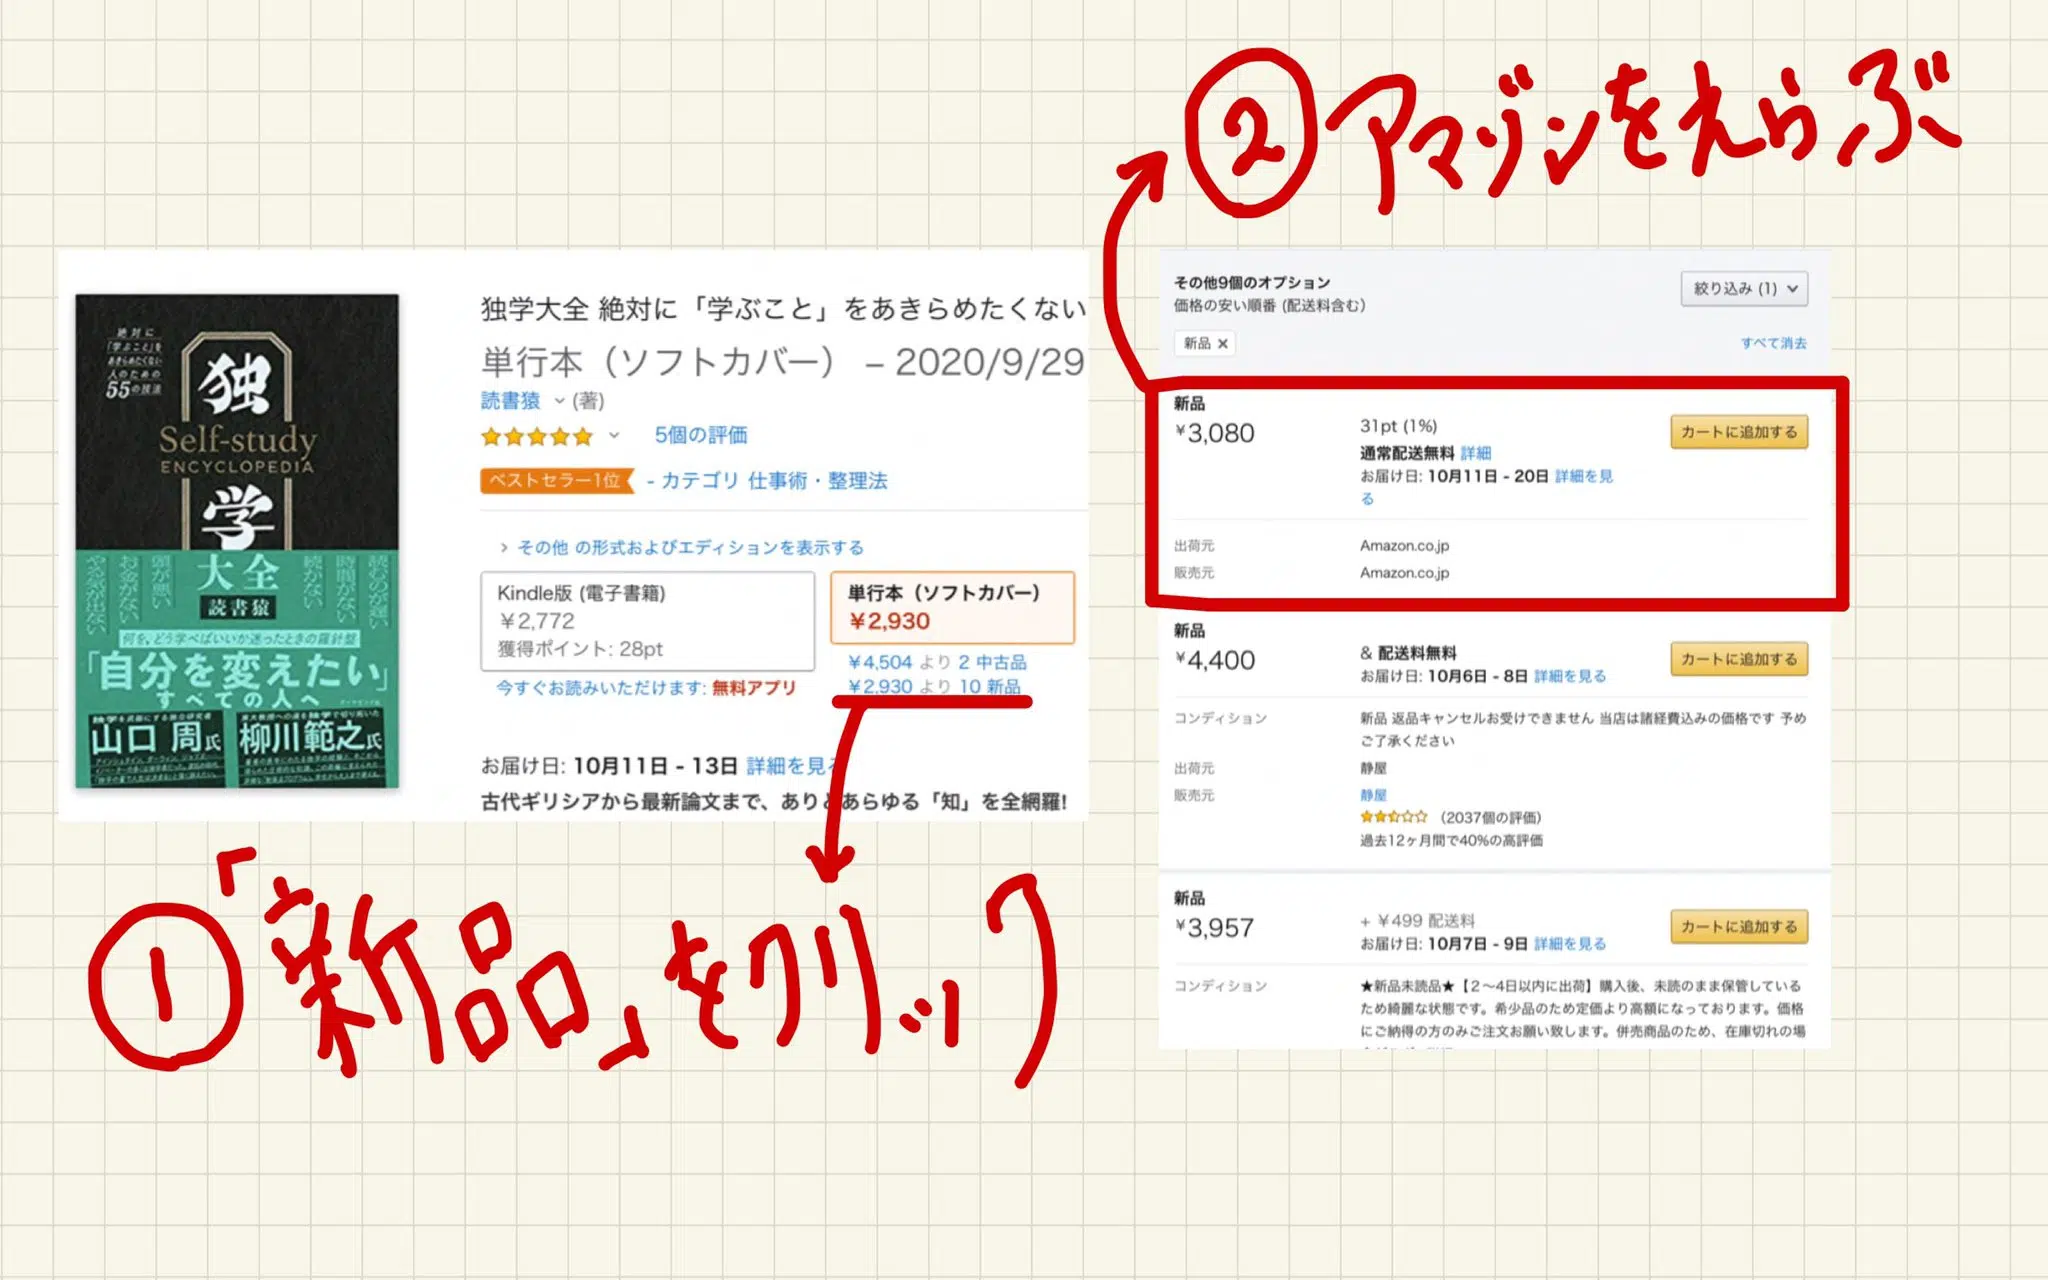 ②アマゾンをえらぶ
絶対に
「学ぶこと」を
あきらめたくない
人のための
55の技法
独
Self-study
ENCYCLOPEDIA
学
大全
読書猿
読むのが遅い
時間がない
続かない
頭が悪い
お金がない
やる気が出ない
何を、どう学べばいいか迷ったときの羅針盤
「自分を変えたい」
すべての人へ
山口 周氏
柳川範之氏
独学大全 絶対に「学ぶこと」をあきらめたくない
単行本（ソフトカバー） – 2020/9/29
読書猿 (著)
5個の評価
ベストセラー1位 - カテゴリ 仕事術・整理法
› その他 の形式およびエディションを表示する
Kindle版 (電子書籍)
￥2,772
獲得ポイント: 28pt
今すぐお読みいただけます: 無料アプリ
単行本（ソフトカバー）
￥2,930
￥4,504 より 2 中古品
￥2,930 より 10 新品
お届け日: 10月11日 - 13日 詳細を見る
古代ギリシアから最新論文まで、ありとあらゆる「知」を全網羅!
①「新品」をクリック
その他9個のオプション
価格の安い順番 (配送料含む)
絞り込み (1)
新品 ×
すべて消去
新品
¥3,080
31pt (1%)
通常配送無料 詳細
お届け日: 10月11日 - 20日 詳細を見
る
カートに追加する
出荷元 Amazon.co.jp
販売元 Amazon.co.jp
新品
¥4,400
& 配送料無料
お届け日: 10月6日 - 8日 詳細を見る
カートに追加する
コンディション 新品 返品キャンセルお受けできません 当店は諸経費込みの価格です 予め
ご了承ください
出荷元 静屋
販売元 静屋
(2037個の評価)
過去12ヶ月間で40%の高評価
新品
¥3,957
+ ￥499 配送料
お届け日: 10月7日 - 9日 詳細を見る
カートに追加する
コンディション ★新品未読品★【2〜4日以内に出荷】購入後、未読のまま保管している
ため綺麗な状態です。希少品のため定価より高額になっております。価格
にご納得の方のみご注文お願い致します。併売商品のため、在庫切れの場